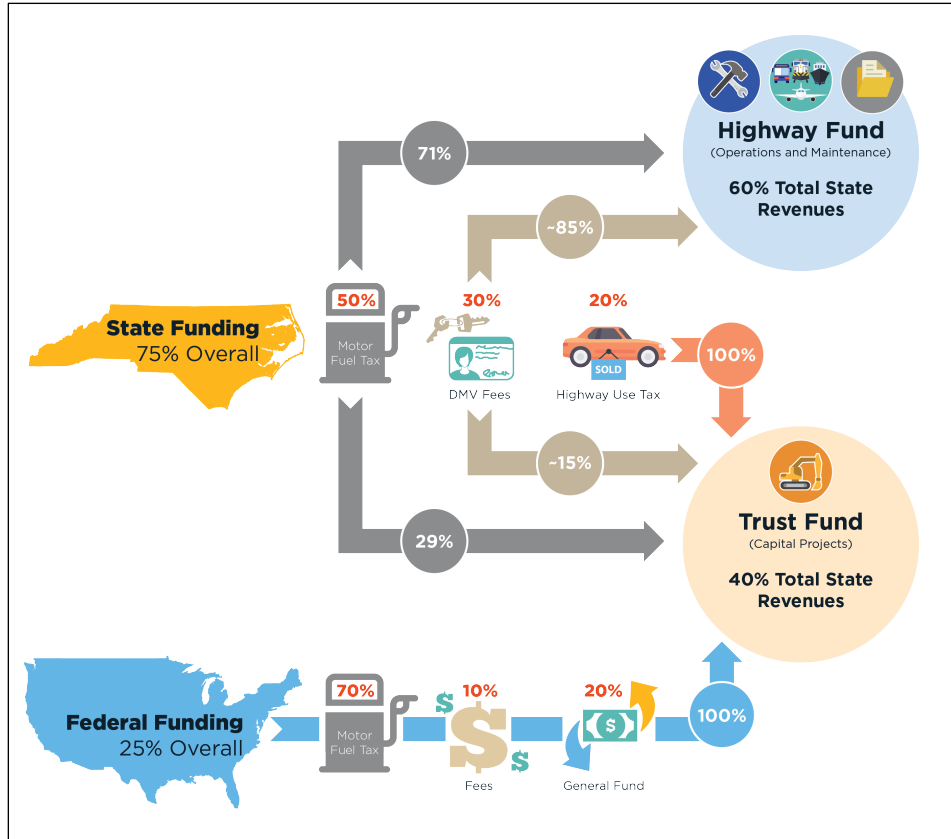 Highway Fund
(Operations and Maintenance)
60% Total State
Revenues
71%
~85%
50%
30%
20%
State Funding
75% Overall
Motor
Fuel Tax
SOLD
100%
DMV Fees
Highway Use Tax
~15%
29%
Trust Fund
(Capital Projects)
40% Total State
Revenues
70%
10%
20%
Federal Funding
25% Overall
Motor
Fuel Tax
$
$
$
$
100%
Fees
General Fund